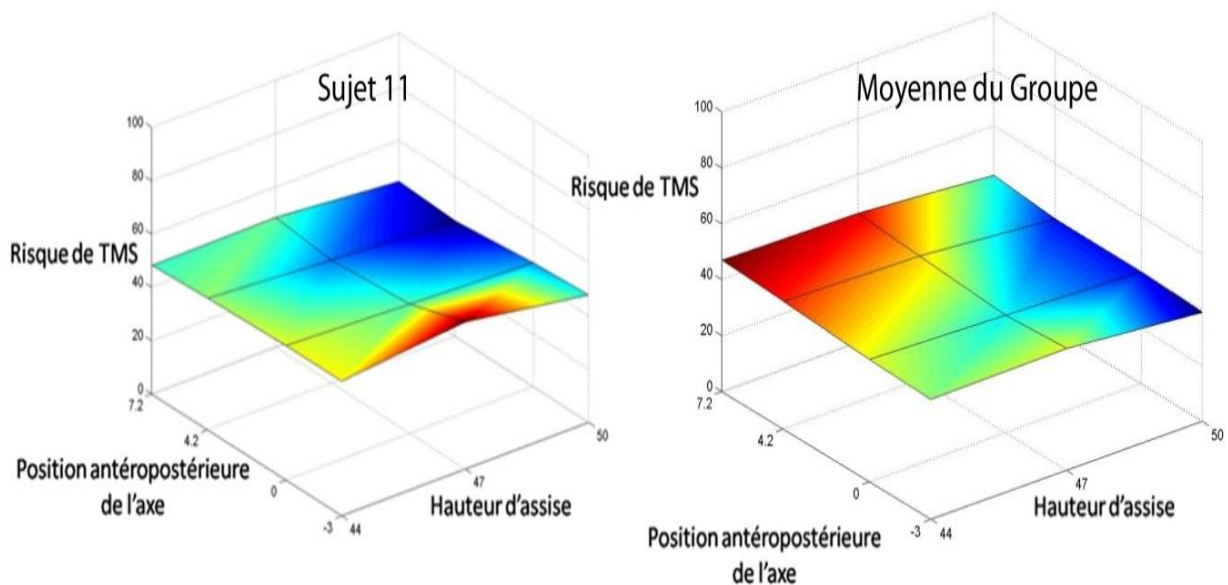 Sujet 11
100
80
Risque de TMS
60
40
20
0
7.2
4.2
0
-3
Position antéropostérieure
de l'axe
44
47
50
Hauteur d'assise
Moyenne du Groupe
100
80
Risque de TMS
60
40
20
0
7.2
4.2
0
-3
Position antéropostérieure
de l'axe
44
47
50
Hauteur d'assise